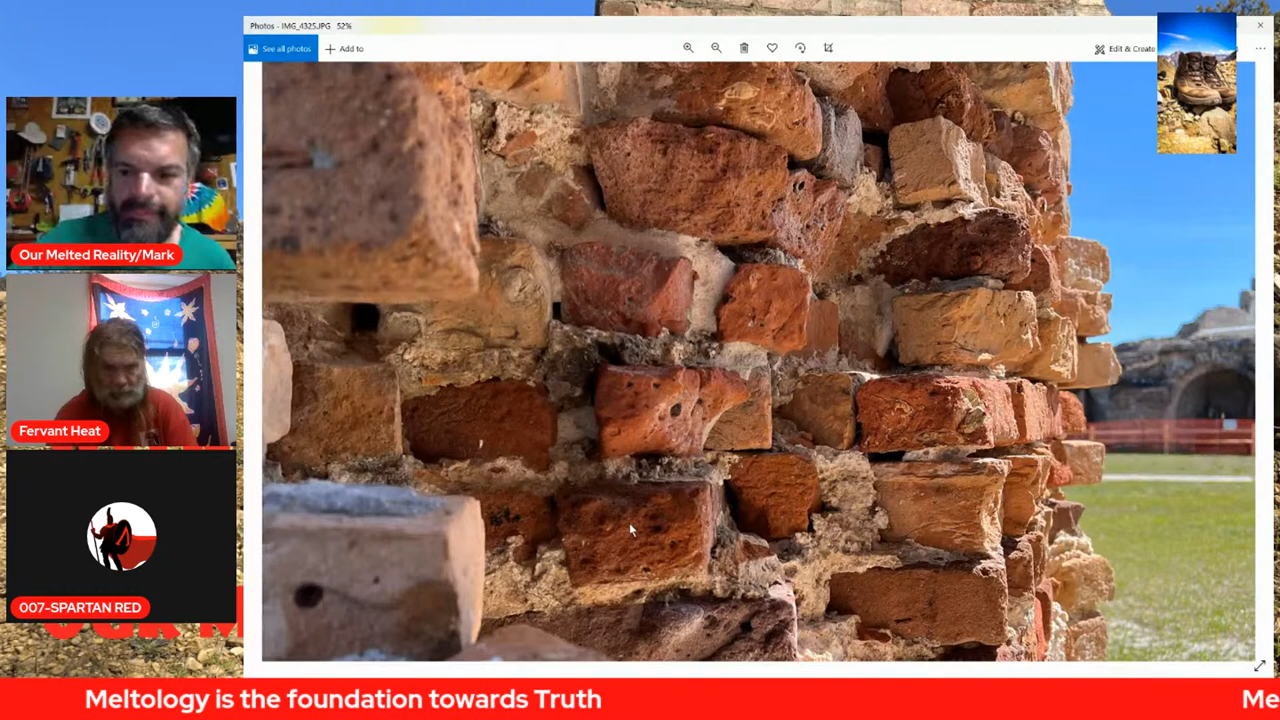 Photos - IMG_4325.JPG 52%
See all photos
Add to
Edit & Create
Our Melted Reality/Mark
Fervant Heat
007-SPARTAN RED
Meltology is the foundation towards Truth
Me